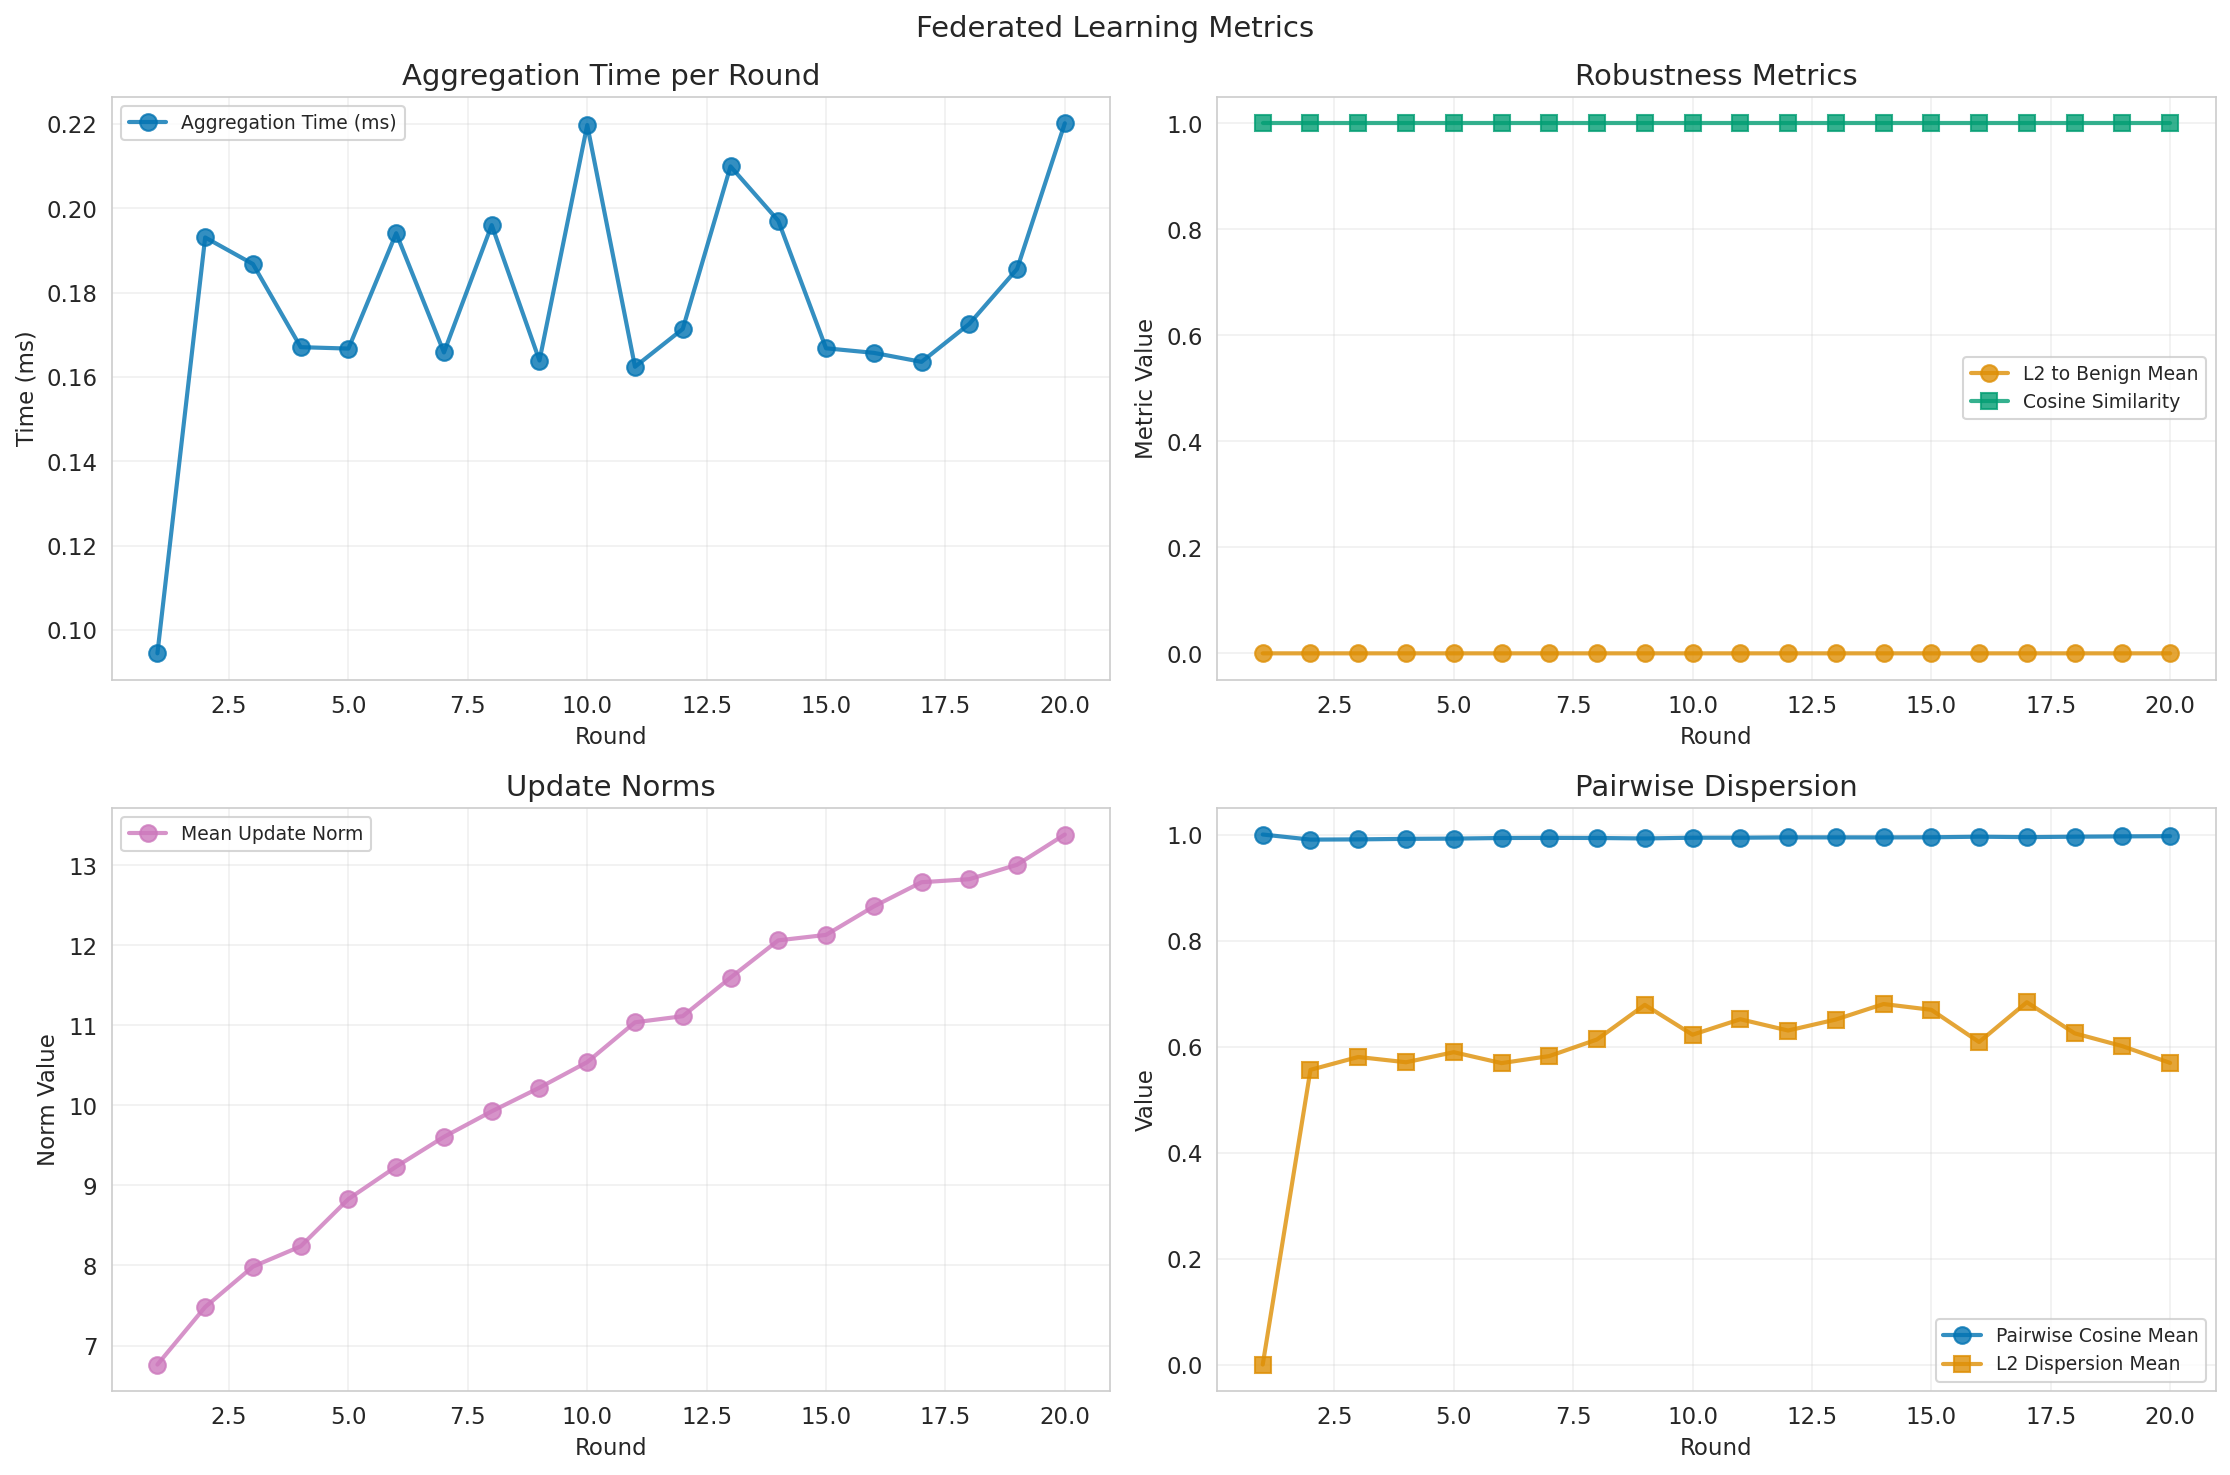 Federated Learning Metrics
Aggregation Time per Round
Aggregation Time (ms)
0.22
0.20
0.18
0.16
0.14
0.12
0.10
Time (ms)
2.5 5.0 7.5 10.0 12.5 15.0 17.5 20.0
Round
Robustness Metrics
1.0
0.8
0.6
0.4
0.2
0.0
Metric Value
L2 to Benign Mean
Cosine Similarity
2.5 5.0 7.5 10.0 12.5 15.0 17.5 20.0
Round
Update Norms
Mean Update Norm
13
12
11
10
9
8
7
Norm Value
2.5 5.0 7.5 10.0 12.5 15.0 17.5 20.0
Round
Pairwise Dispersion
1.0
0.8
0.6
0.4
0.2
0.0
Value
Pairwise Cosine Mean
L2 Dispersion Mean
2.5 5.0 7.5 10.0 12.5 15.0 17.5 20.0
Round